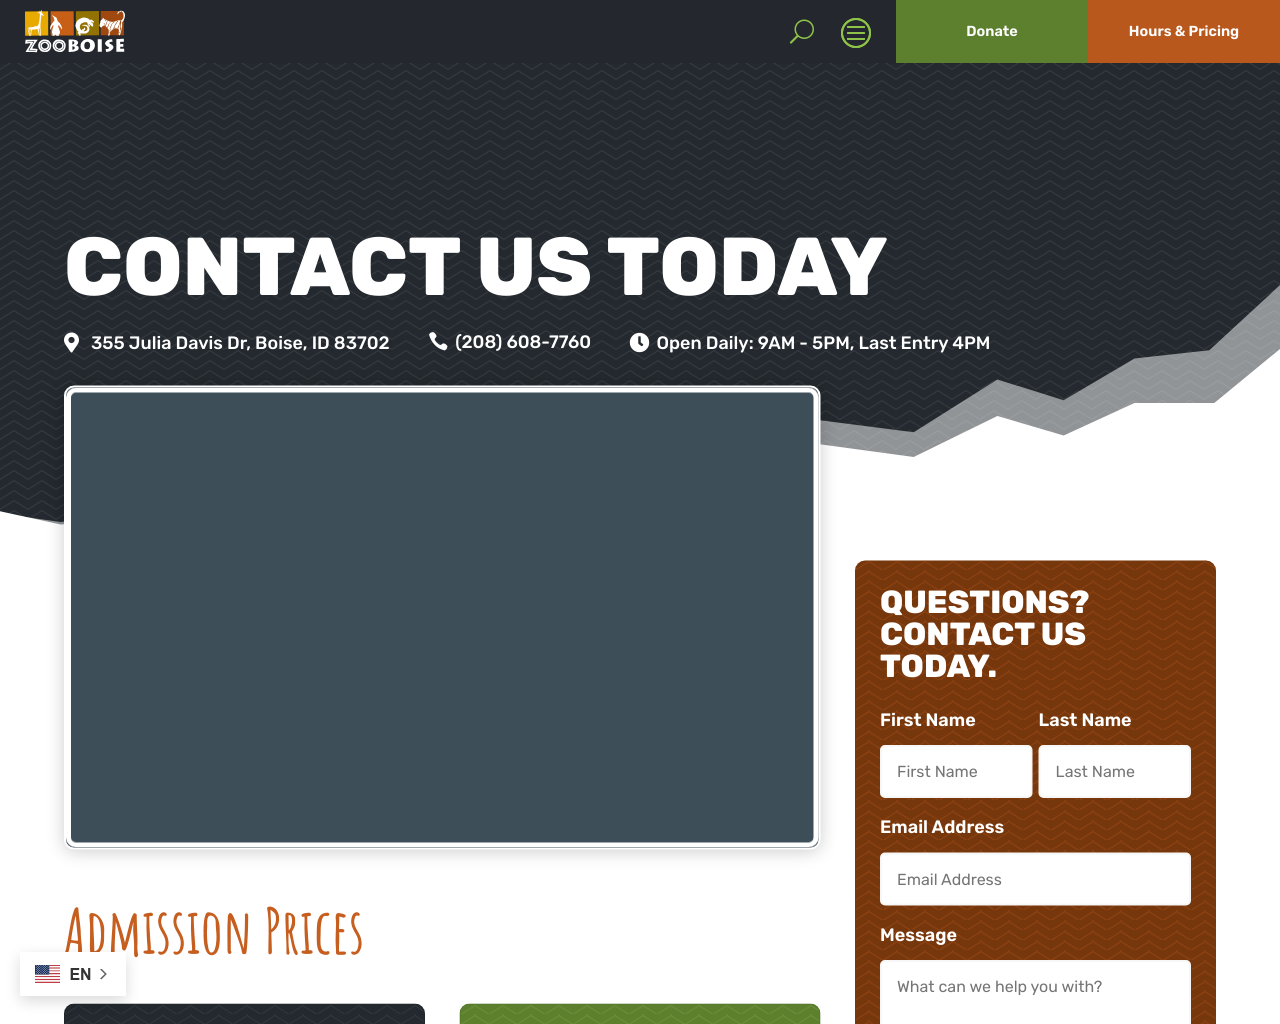 ZOOBOISE
Donate
Hours & Pricing
CONTACT US TODAY
355 Julia Davis Dr, Boise, ID 83702
(208) 608-7760
Open Daily: 9AM - 5PM, Last Entry 4PM
QUESTIONS?
CONTACT US
TODAY.
First Name
Last Name
First Name
Last Name
Email Address
Email Address
Message
What can we help you with?
Admission Prices
EN